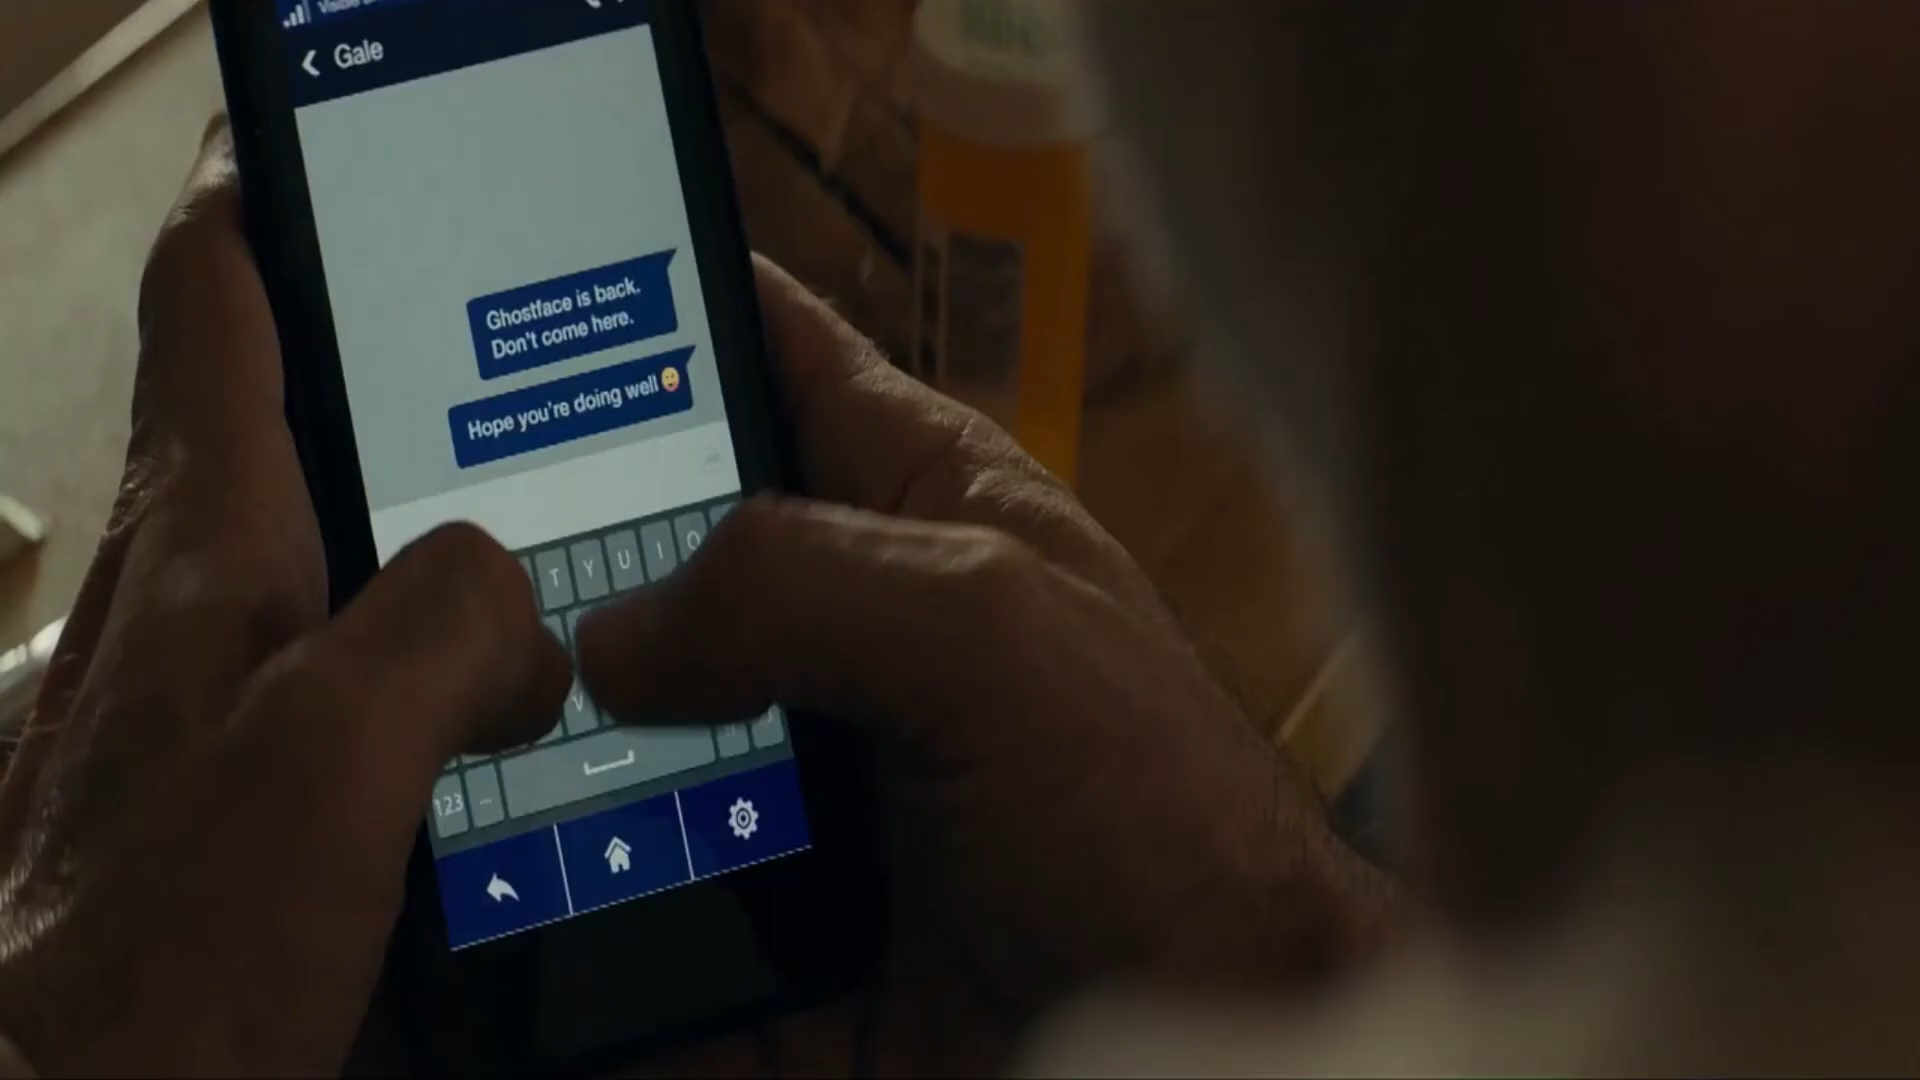 Gale
Ghostface is back.
Don't come here.
Hope you're doing well😜
T Y U I O
V
123 ...